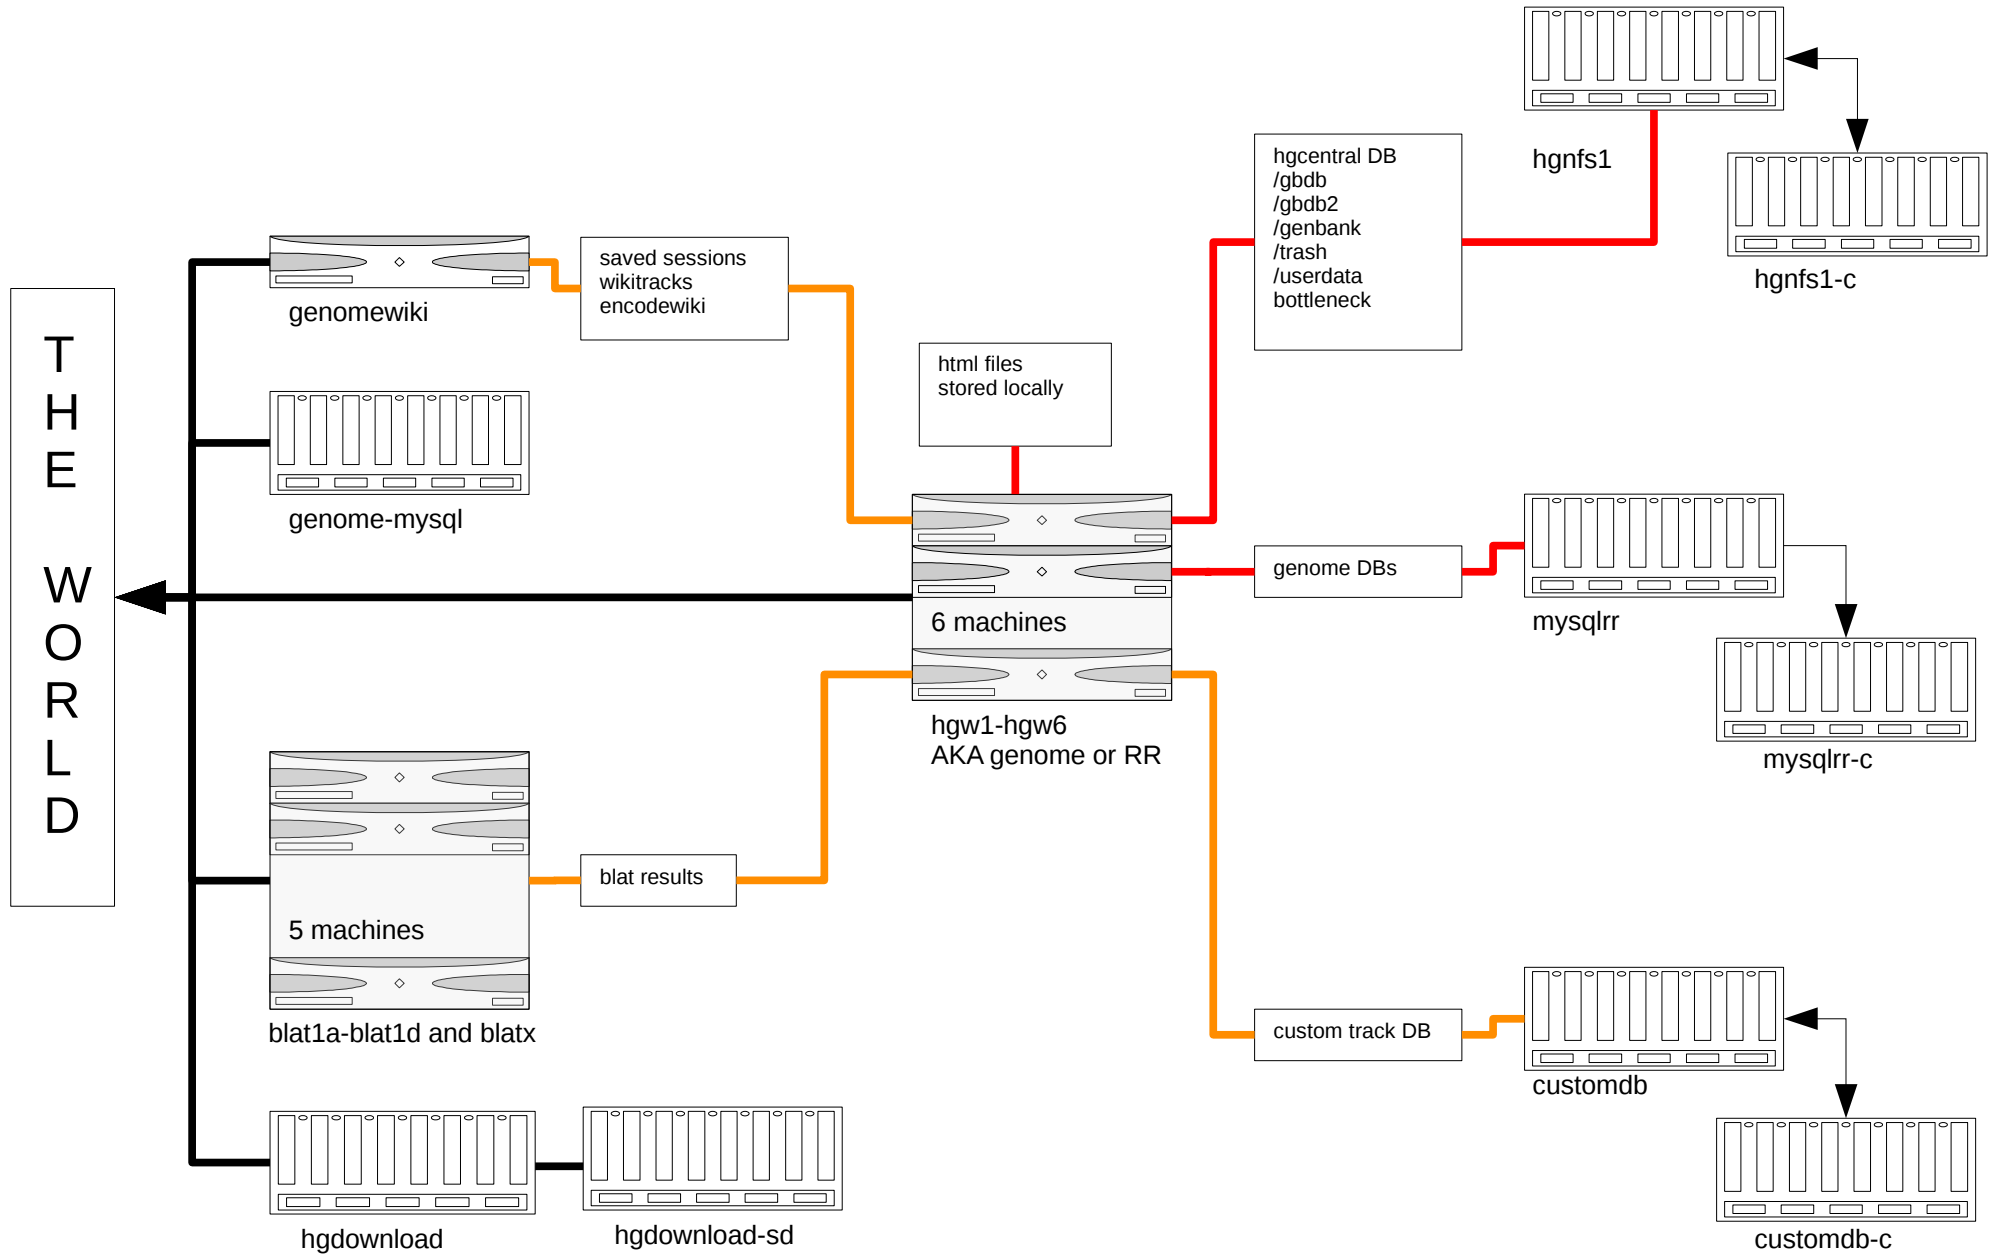 THE WORLD
genomewiki
saved sessions
wikitracks
encodewiki
genome-mysql
html files
stored locally
hgcentral DB
/gbdb
/gbdb2
/genbank
/trash
/userdata
bottleneck
hgnfs1
hgnfs1-c
6 machines
hgw1-hgw6
AKA genome or RR
genome DBs
mysqlrr
mysqlrr-c
5 machines
blat1a-blat1d and blatx
blat results
custom track DB
customdb
customdb-c
hgdownload
hgdownload-sd